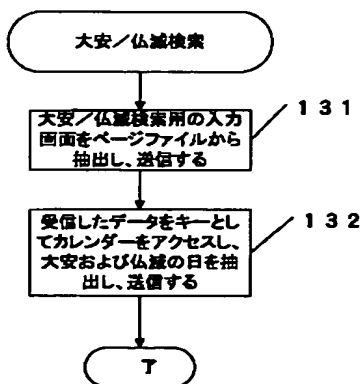 大安／仏滅検索
大安／仏滅検索用の入力
画面をページファイルから
抽出し、送信する
131
受信したデータをキーとし
てカレンダーをアクセスし、
大安および仏滅の日を抽
出し、送信する
132
了